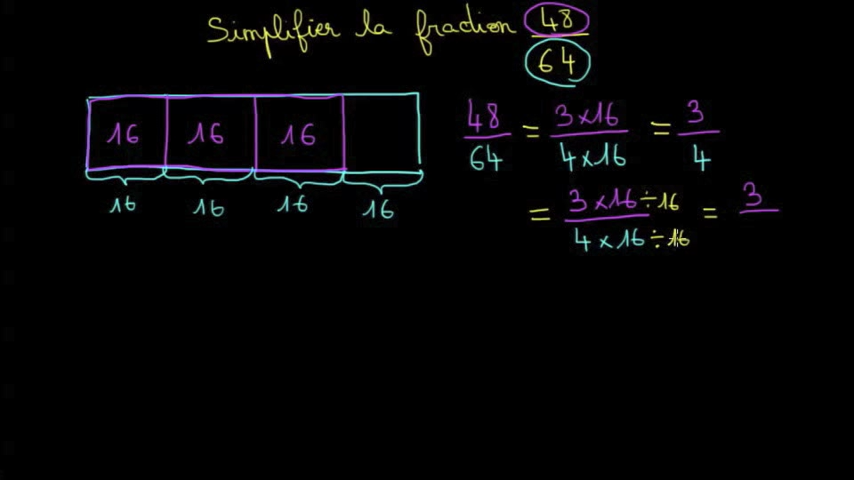 Simplifier la fraction 48/64
16 16 16
16 16 16 16
48/64 = 3×16/4×16 = 3/4
= 3×16÷16/4×16÷16 = 3